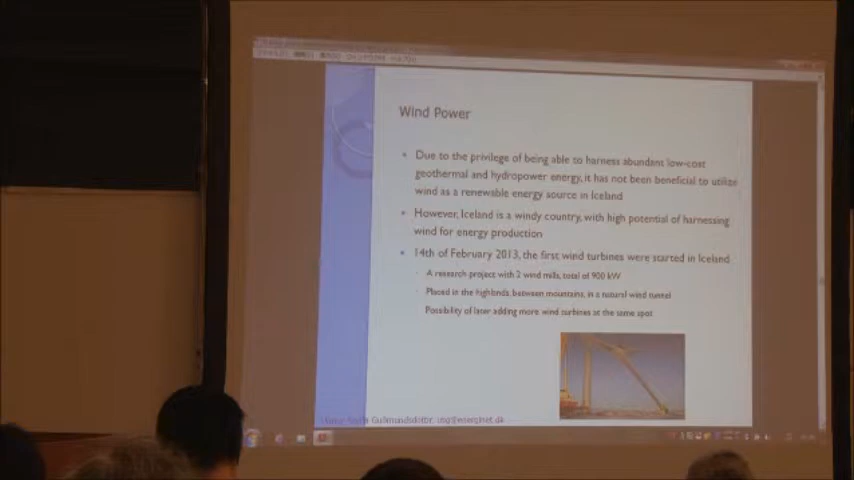 Wind Power
Due to the privilege of being able to harness abundant low-cost
geothermal and hydropower energy, it has not been beneficial to utilize
wind as a renewable energy source in Iceland
However, Iceland is a windy country, with high potential of harnessing
wind for energy production
14th of February 2013, the first wind turbines were started in Iceland
A research project with 2 wind mills, total of 900 kW
Placed in the highlands, between mountains, in a natural wind tunnel
Possibility of later adding more wind turbines at the same spot
Guðmundsdóttir,